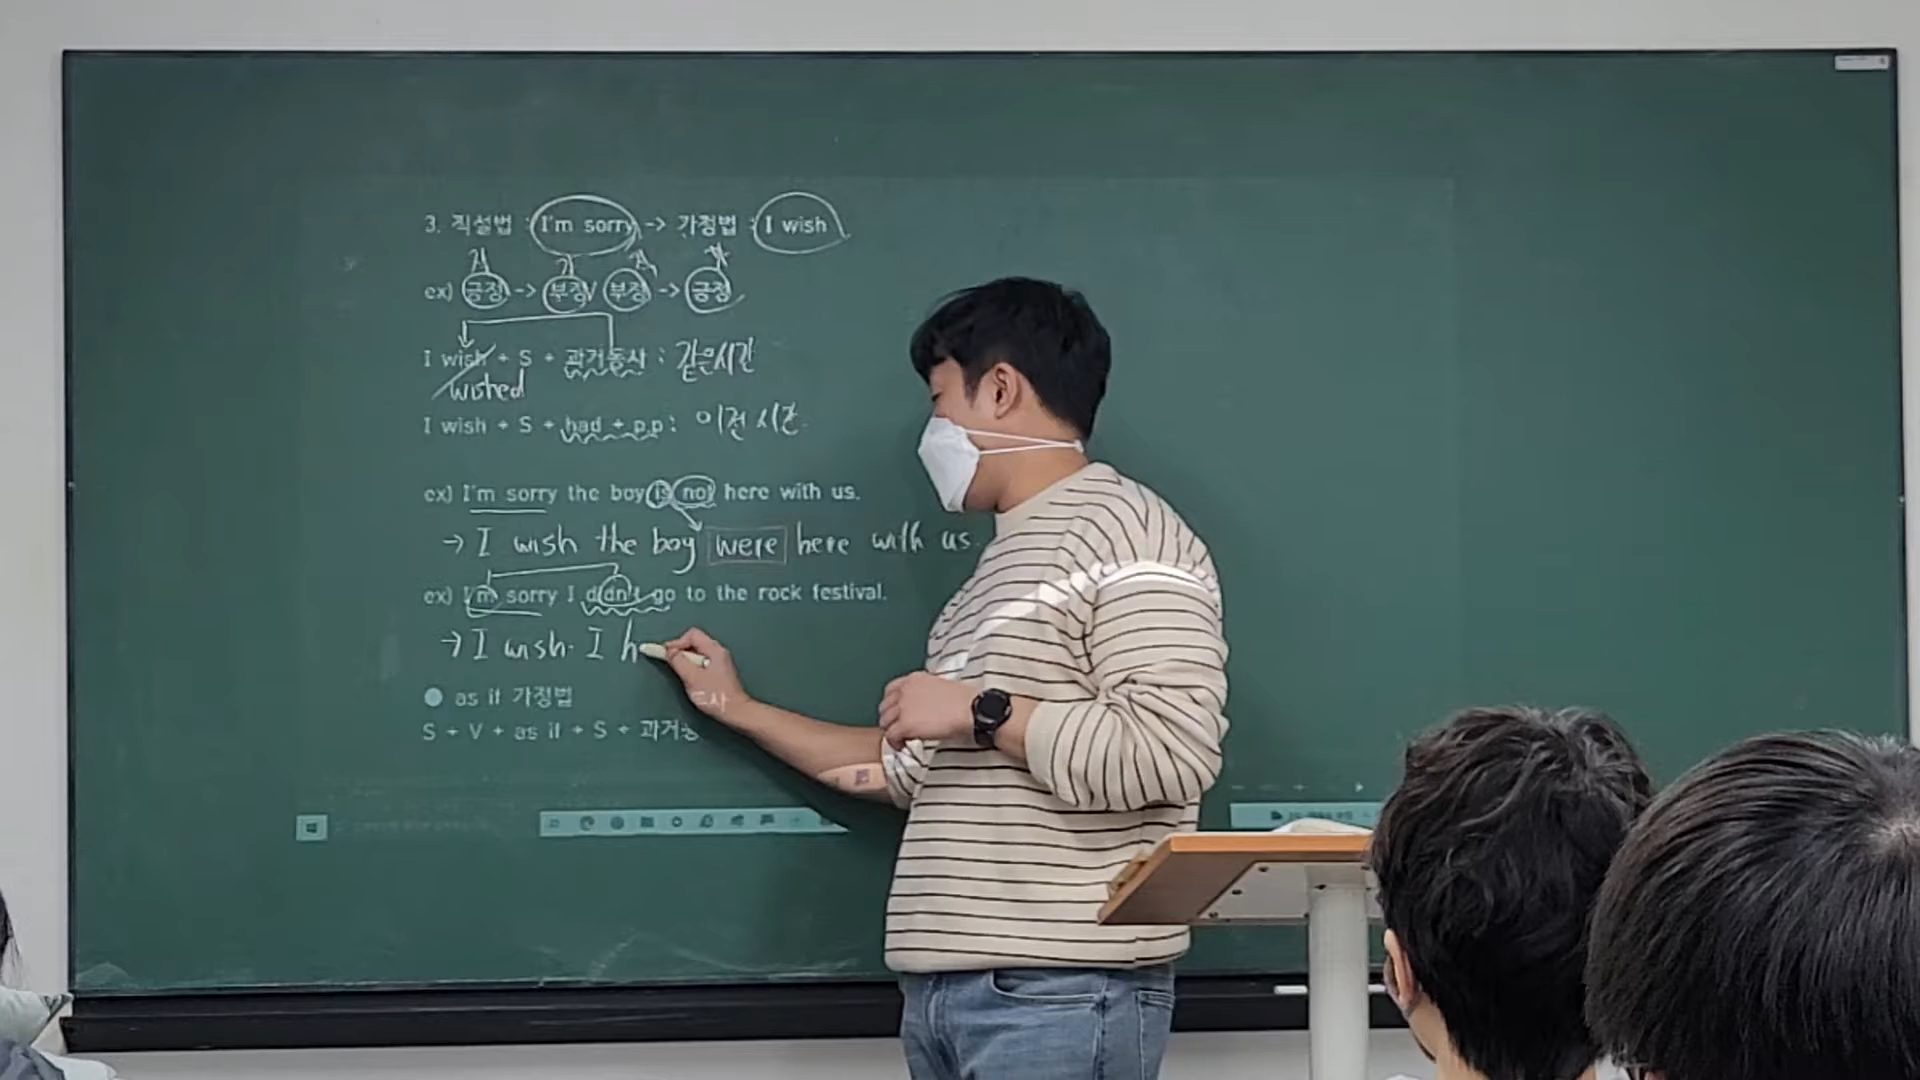 3. 직설법 : I'm sorry -> 가정법 : I wish
ex) 긍정 -> 부정/ 부정 -> 긍정
I wish + S + 과거동사 : 같은시간
wished
I wish + S + had + p.p : 이전 시간
ex) I'm sorry the boy is not here with us.
→ I wish the boy were here with us.
ex) I'm sorry I didn't go to the rock festival.
→ I wish I h
● as if 가정법
S + V + as if + S + 과거